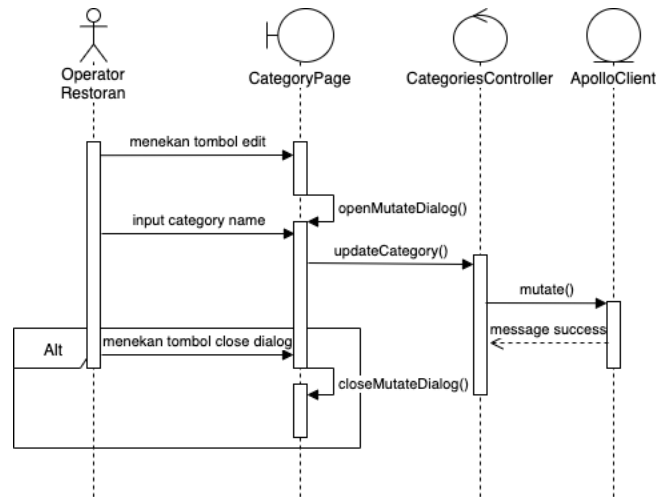 Operator
Restoran
CategoryPage
CategoriesController
ApolloClient
menekan tombol edit
openMutateDialog()
input category name
updateCategory()
mutate()
message success
Alt
menekan tombol close dialog
closeMutateDialog()